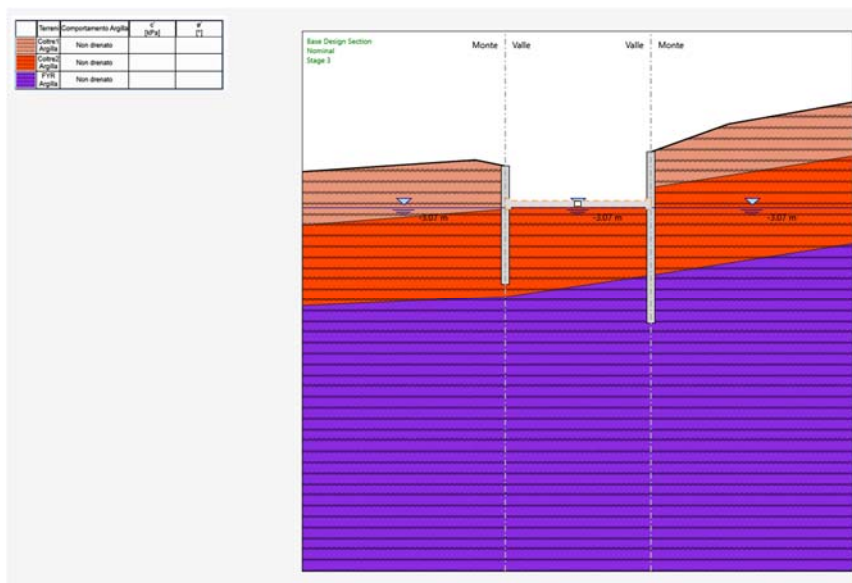 Terreni Comportamento Argilla c' [kPa] φ' [°]
Coltre1 Argilla Non drenato
Coltre2 Argilla Non drenato
FYR Argilla Non drenato
Base Design Section
Nominal
Stage 3
Monte Valle Valle Monte
-3.07 m -3.07 m -3.07 m